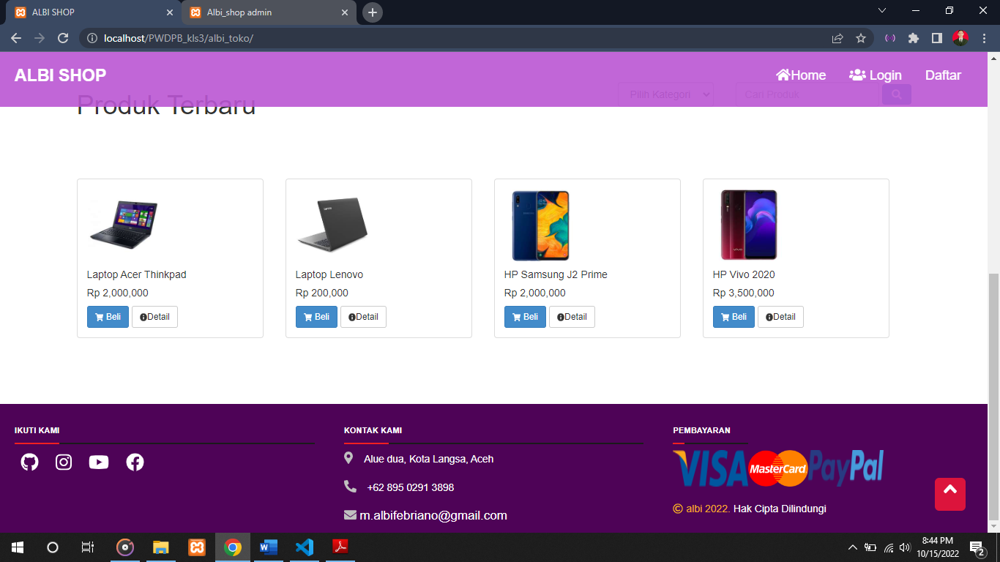 ALBI SHOP
Albi_shop admin
localhost/PWDPB_kls3/albi_toko/
ALBI SHOP
Home
Login
Daftar
Produk Terbaru
Pilih Kategori
Cari Produk
Laptop Acer Thinkpad
Rp 2,000,000
Beli
Detail
Laptop Lenovo
Rp 200,000
Beli
Detail
HP Samsung J2 Prime
Rp 2,000,000
Beli
Detail
HP Vivo 2020
Rp 3,500,000
Beli
Detail
IKUTI KAMI
KONTAK KAMI
Alue dua, Kota Langsa, Aceh
+62 895 0291 3898
m.albifebriano@gmail.com
PEMBAYARAN
VISA MasterCard PayPal
© albi 2022. Hak Cipta Dilindungi
8:44 PM
10/15/2022
2